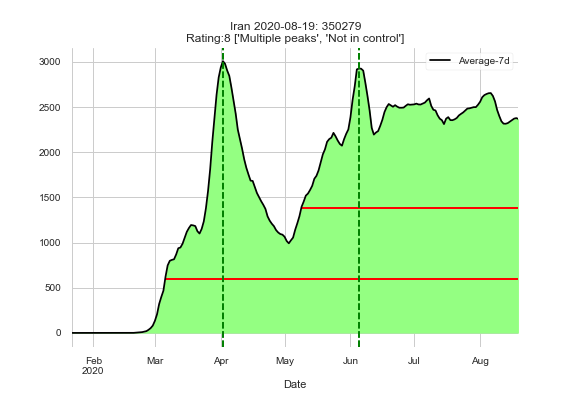 Iran 2020-08-19: 350279
Rating:8 ['Multiple peaks', 'Not in control']
Average-7d
3000
2500
2000
1500
1000
500
0
Feb Mar Apr May Jun Jul Aug
2020
Date